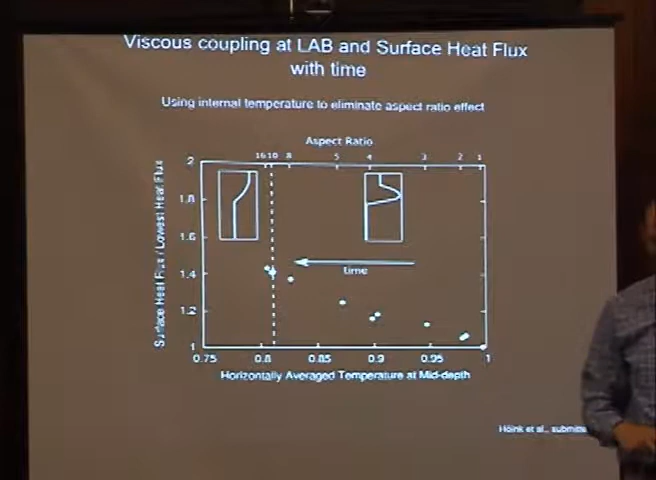 Viscous coupling at LAB and Surface Heat Flux
with time
Using internal temperature to eliminate aspect ratio effect
Aspect Ratio
16 10 8 5 4 3 2 1
Surface Heat Flux / Lowest Heat Flux
2
1.8
1.6
1.4
1.2
1
time
0.75 0.8 0.85 0.9 0.95 1
Horizontally Averaged Temperature at Mid-depth
Höink et al., submitte